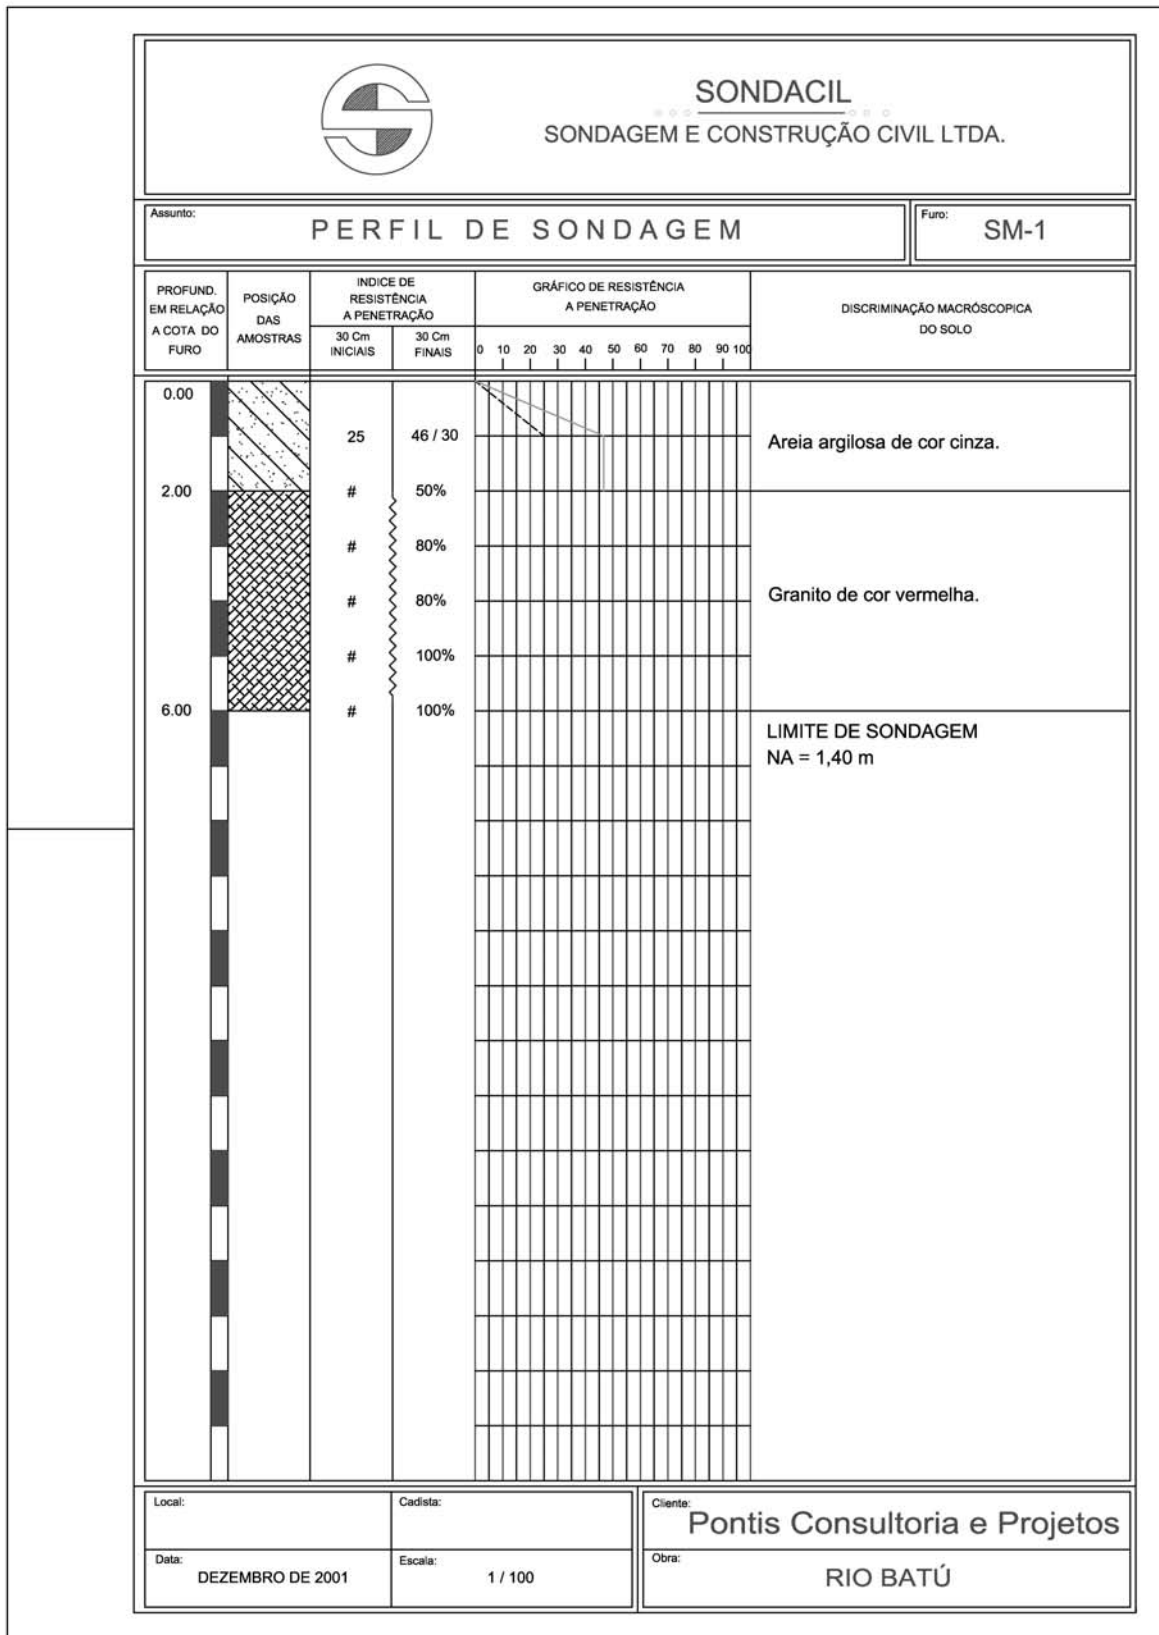 SONDACIL
SONDAGEM E CONSTRUÇÃO CIVIL LTDA.
Assunto:
PERFIL DE SONDAGEM
Furo:
SM-1
PROFUND.
EM RELAÇÃO
A COTA DO
FURO
POSIÇÃO
DAS
AMOSTRAS
INDICE DE
RESISTÊNCIA
A PENETRAÇÃO
30 Cm
INICIAIS
30 Cm
FINAIS
GRÁFICO DE RESISTÊNCIA
A PENETRAÇÃO
0 10 20 30 40 50 60 70 80 90 100
DISCRIMINAÇÃO MACRÓSCOPICA
DO SOLO
0.00
25 46 / 30
Areia argilosa de cor cinza.
2.00 # 50%
# 80%
# 80%
Granito de cor vermelha.
# 100%
6.00 # 100%
LIMITE DE SONDAGEM
NA = 1,40 m
Local:
Cadista:
Cliente:
Pontis Consultoria e Projetos
Data:
DEZEMBRO DE 2001
Escala:
1 / 100
Obra:
RIO BATÚ